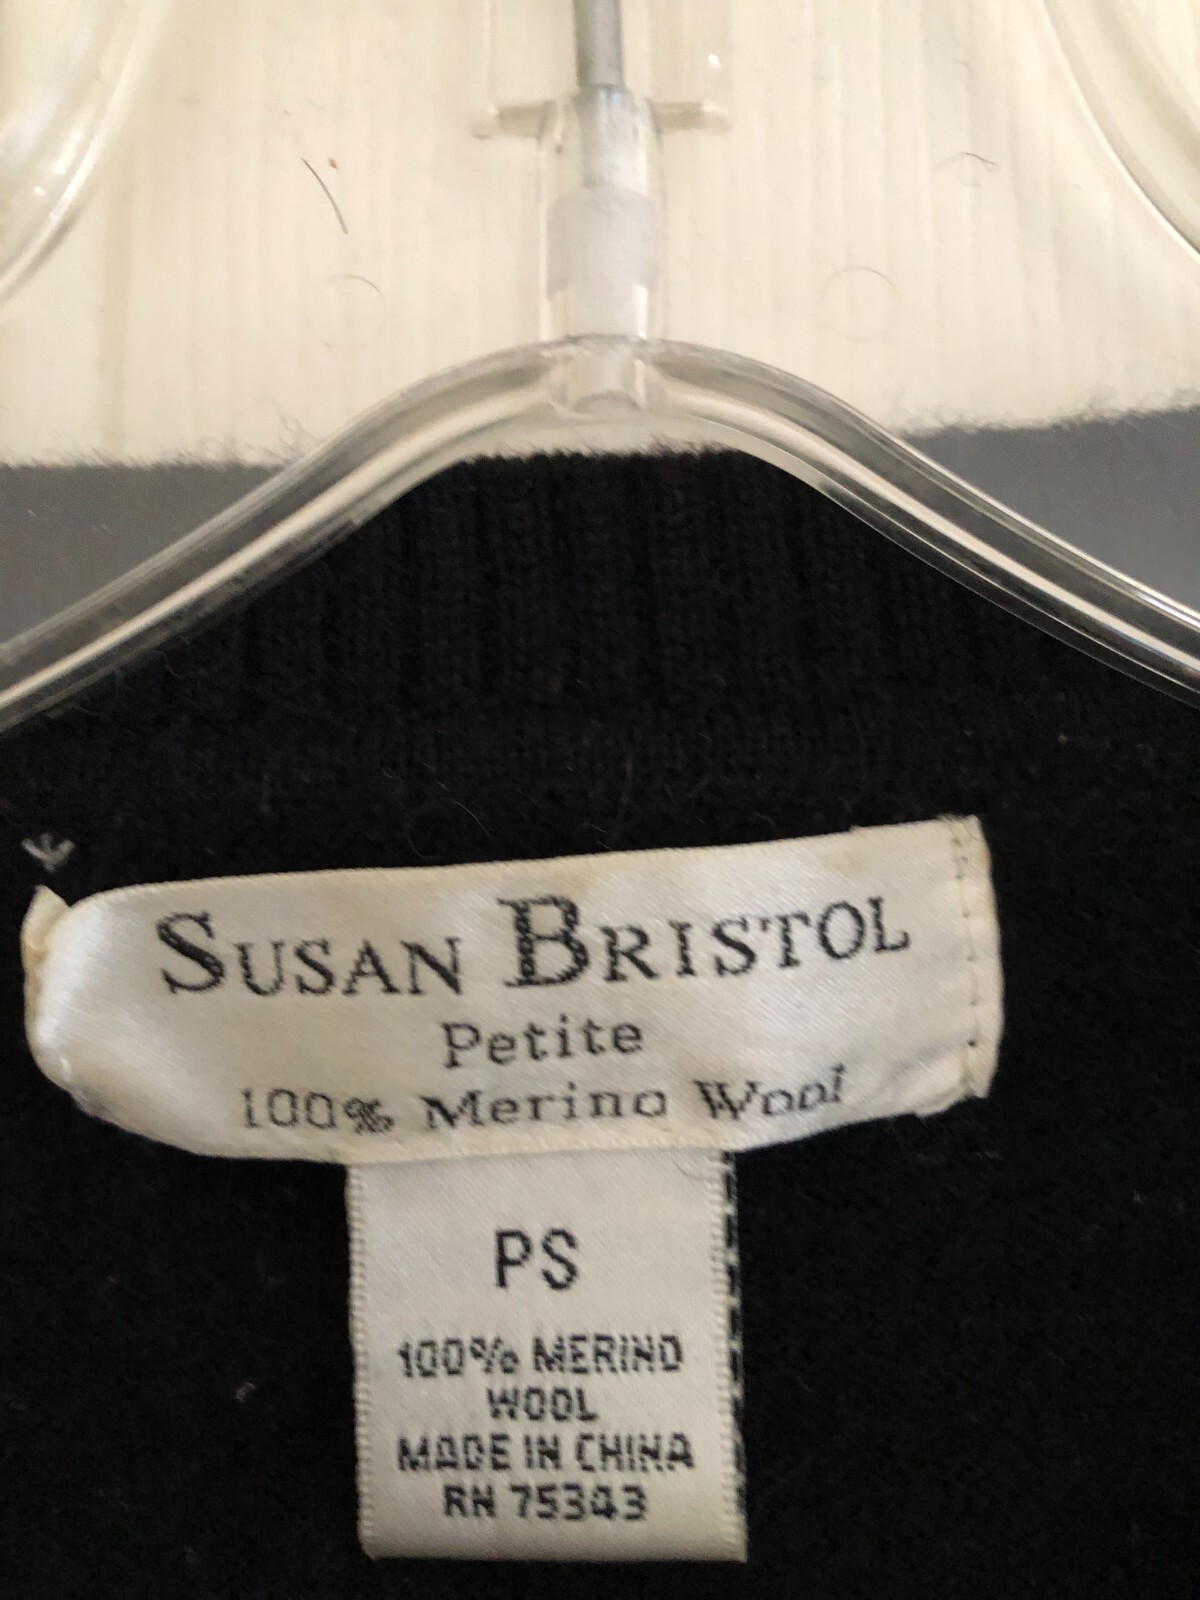 SUSAN BRISTOL
Petite
100% Merino Wool
PS
100% MERINO
WOOL
MADE IN CHINA
RN 75343